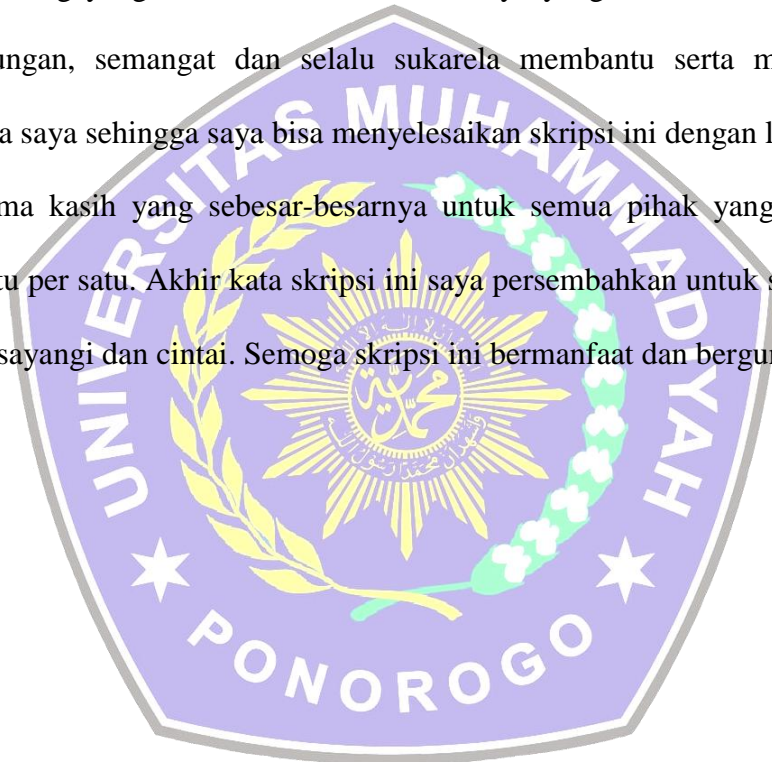 ungan, semangat dan selalu sukarela membantu serta m
a saya sehingga saya bisa menyelesaikan skripsi ini dengan l
ma kasih yang sebesar-besarnya untuk semua pihak yang
tu per satu. Akhir kata skripsi ini saya persembahkan untuk s
sayangi dan cintai. Semoga skripsi ini bermanfaat dan bergun
UNIVERSITAS MUHAMMADIYAH
PONOROGO
محمدية